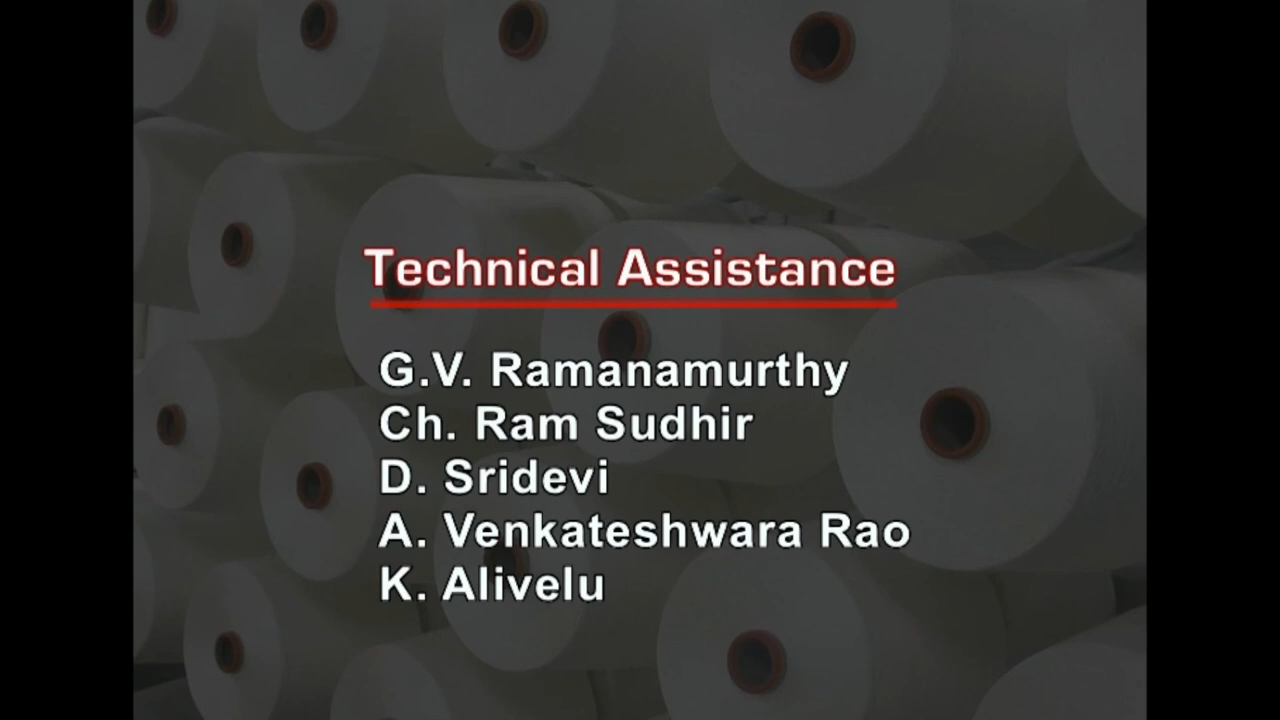 Technical Assistance
G.V. Ramanamurthy
Ch. Ram Sudhir
D. Sridevi
A. Venkateshwara Rao
K. Alivelu